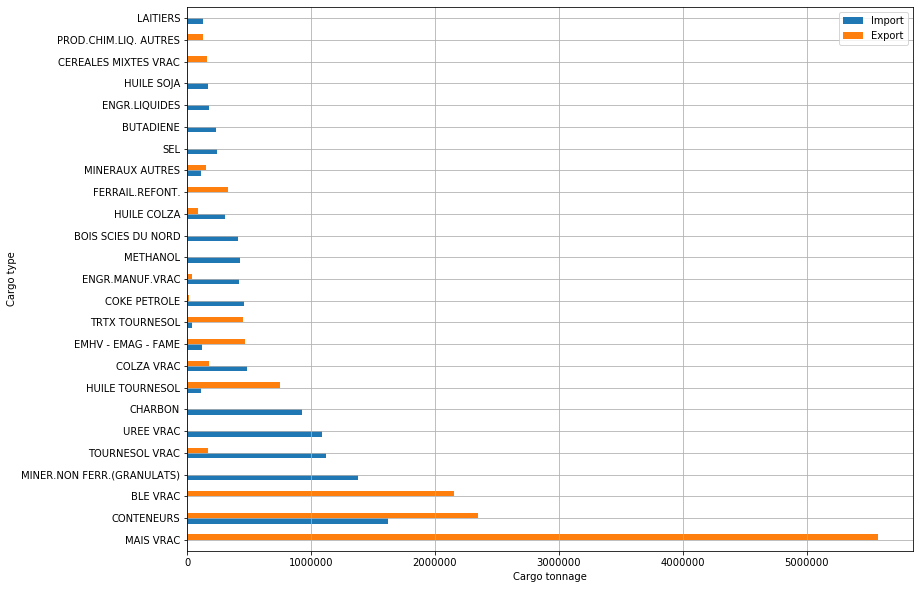 LAITIERS
PROD.CHIM.LIQ. AUTRES
CEREALES MIXTES VRAC
HUILE SOJA
ENGR.LIQUIDES
BUTADIENE
SEL
MINERAUX AUTRES
FERRAIL.REFONT.
HUILE COLZA
BOIS SCIES DU NORD
METHANOL
ENGR.MANUF.VRAC
COKE PETROLE
TRTX TOURNESOL
EMHV - EMAG - FAME
COLZA VRAC
HUILE TOURNESOL
CHARBON
UREE VRAC
TOURNESOL VRAC
MINER.NON FERR.(GRANULATS)
BLE VRAC
CONTENEURS
MAIS VRAC
Cargo type
0 1000000 2000000 3000000 4000000 5000000
Cargo tonnage
Import
Export